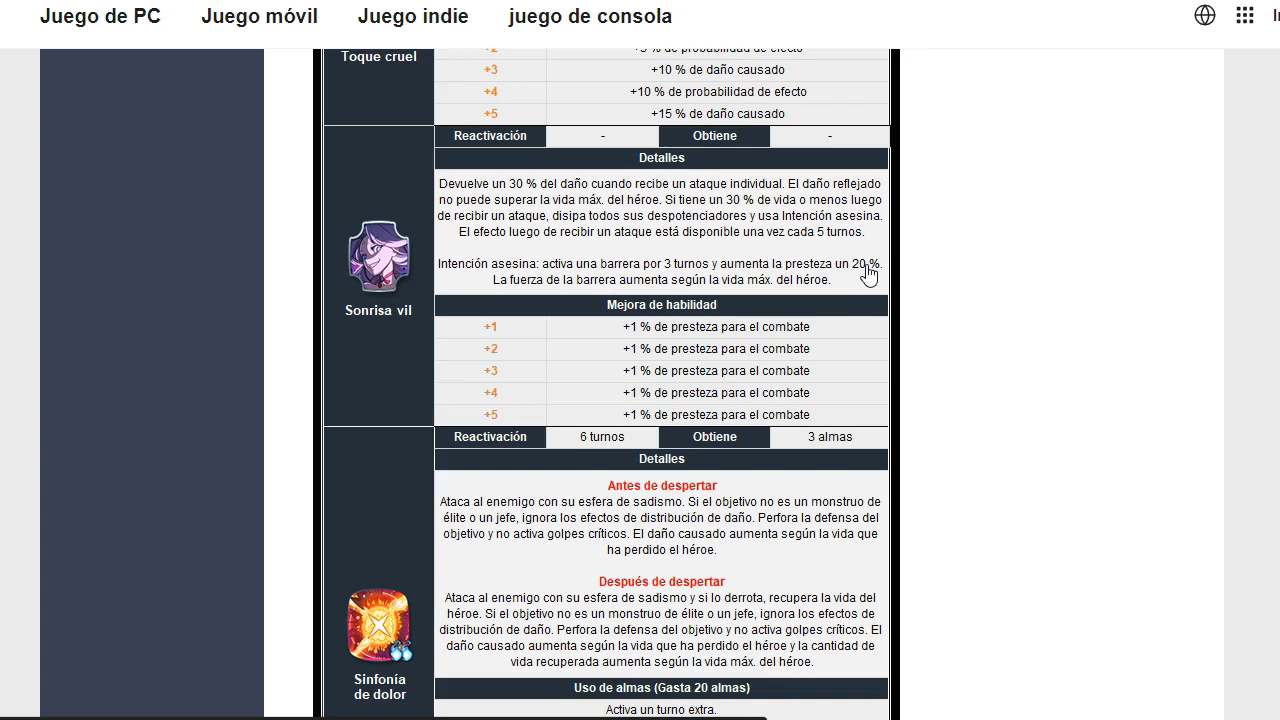 Juego de PC Juego móvil Juego indie juego de consola
+2 +5 % de probabilidad de efecto
Toque cruel
+3 +10 % de daño causado
+4 +10 % de probabilidad de efecto
+5 +15 % de daño causado
Reactivación - Obtiene -
Detalles
Devuelve un 30 % del daño cuando recibe un ataque individual. El daño reflejado
no puede superar la vida máx. del héroe. Si tiene un 30 % de vida o menos luego
de recibir un ataque, disipa todos sus despotenciadores y usa Intención asesina.
El efecto luego de recibir un ataque está disponible una vez cada 5 turnos.
Intención asesina: activa una barrera por 3 turnos y aumenta la presteza un 20 %.
La fuerza de la barrera aumenta según la vida máx. del héroe.
Sonrisa vil
Mejora de habilidad
+1 +1 % de presteza para el combate
+2 +1 % de presteza para el combate
+3 +1 % de presteza para el combate
+4 +1 % de presteza para el combate
+5 +1 % de presteza para el combate
Reactivación 6 turnos Obtiene 3 almas
Detalles
Antes de despertar
Ataca al enemigo con su esfera de sadismo. Si el objetivo no es un monstruo de
élite o un jefe, ignora los efectos de distribución de daño. Perfora la defensa del
objetivo y no activa golpes críticos. El daño causado aumenta según la vida que
ha perdido el héroe.
Después de despertar
Ataca al enemigo con su esfera de sadismo y si lo derrota, recupera la vida del
héroe. Si el objetivo no es un monstruo de élite o un jefe, ignora los efectos de
distribución de daño. Perfora la defensa del objetivo y no activa golpes críticos. El
daño causado aumenta según la vida que ha perdido el héroe y la cantidad de
vida recuperada aumenta según la vida máx. del héroe.
Sinfonía
de dolor
Uso de almas (Gasta 20 almas)
Activa un turno extra.